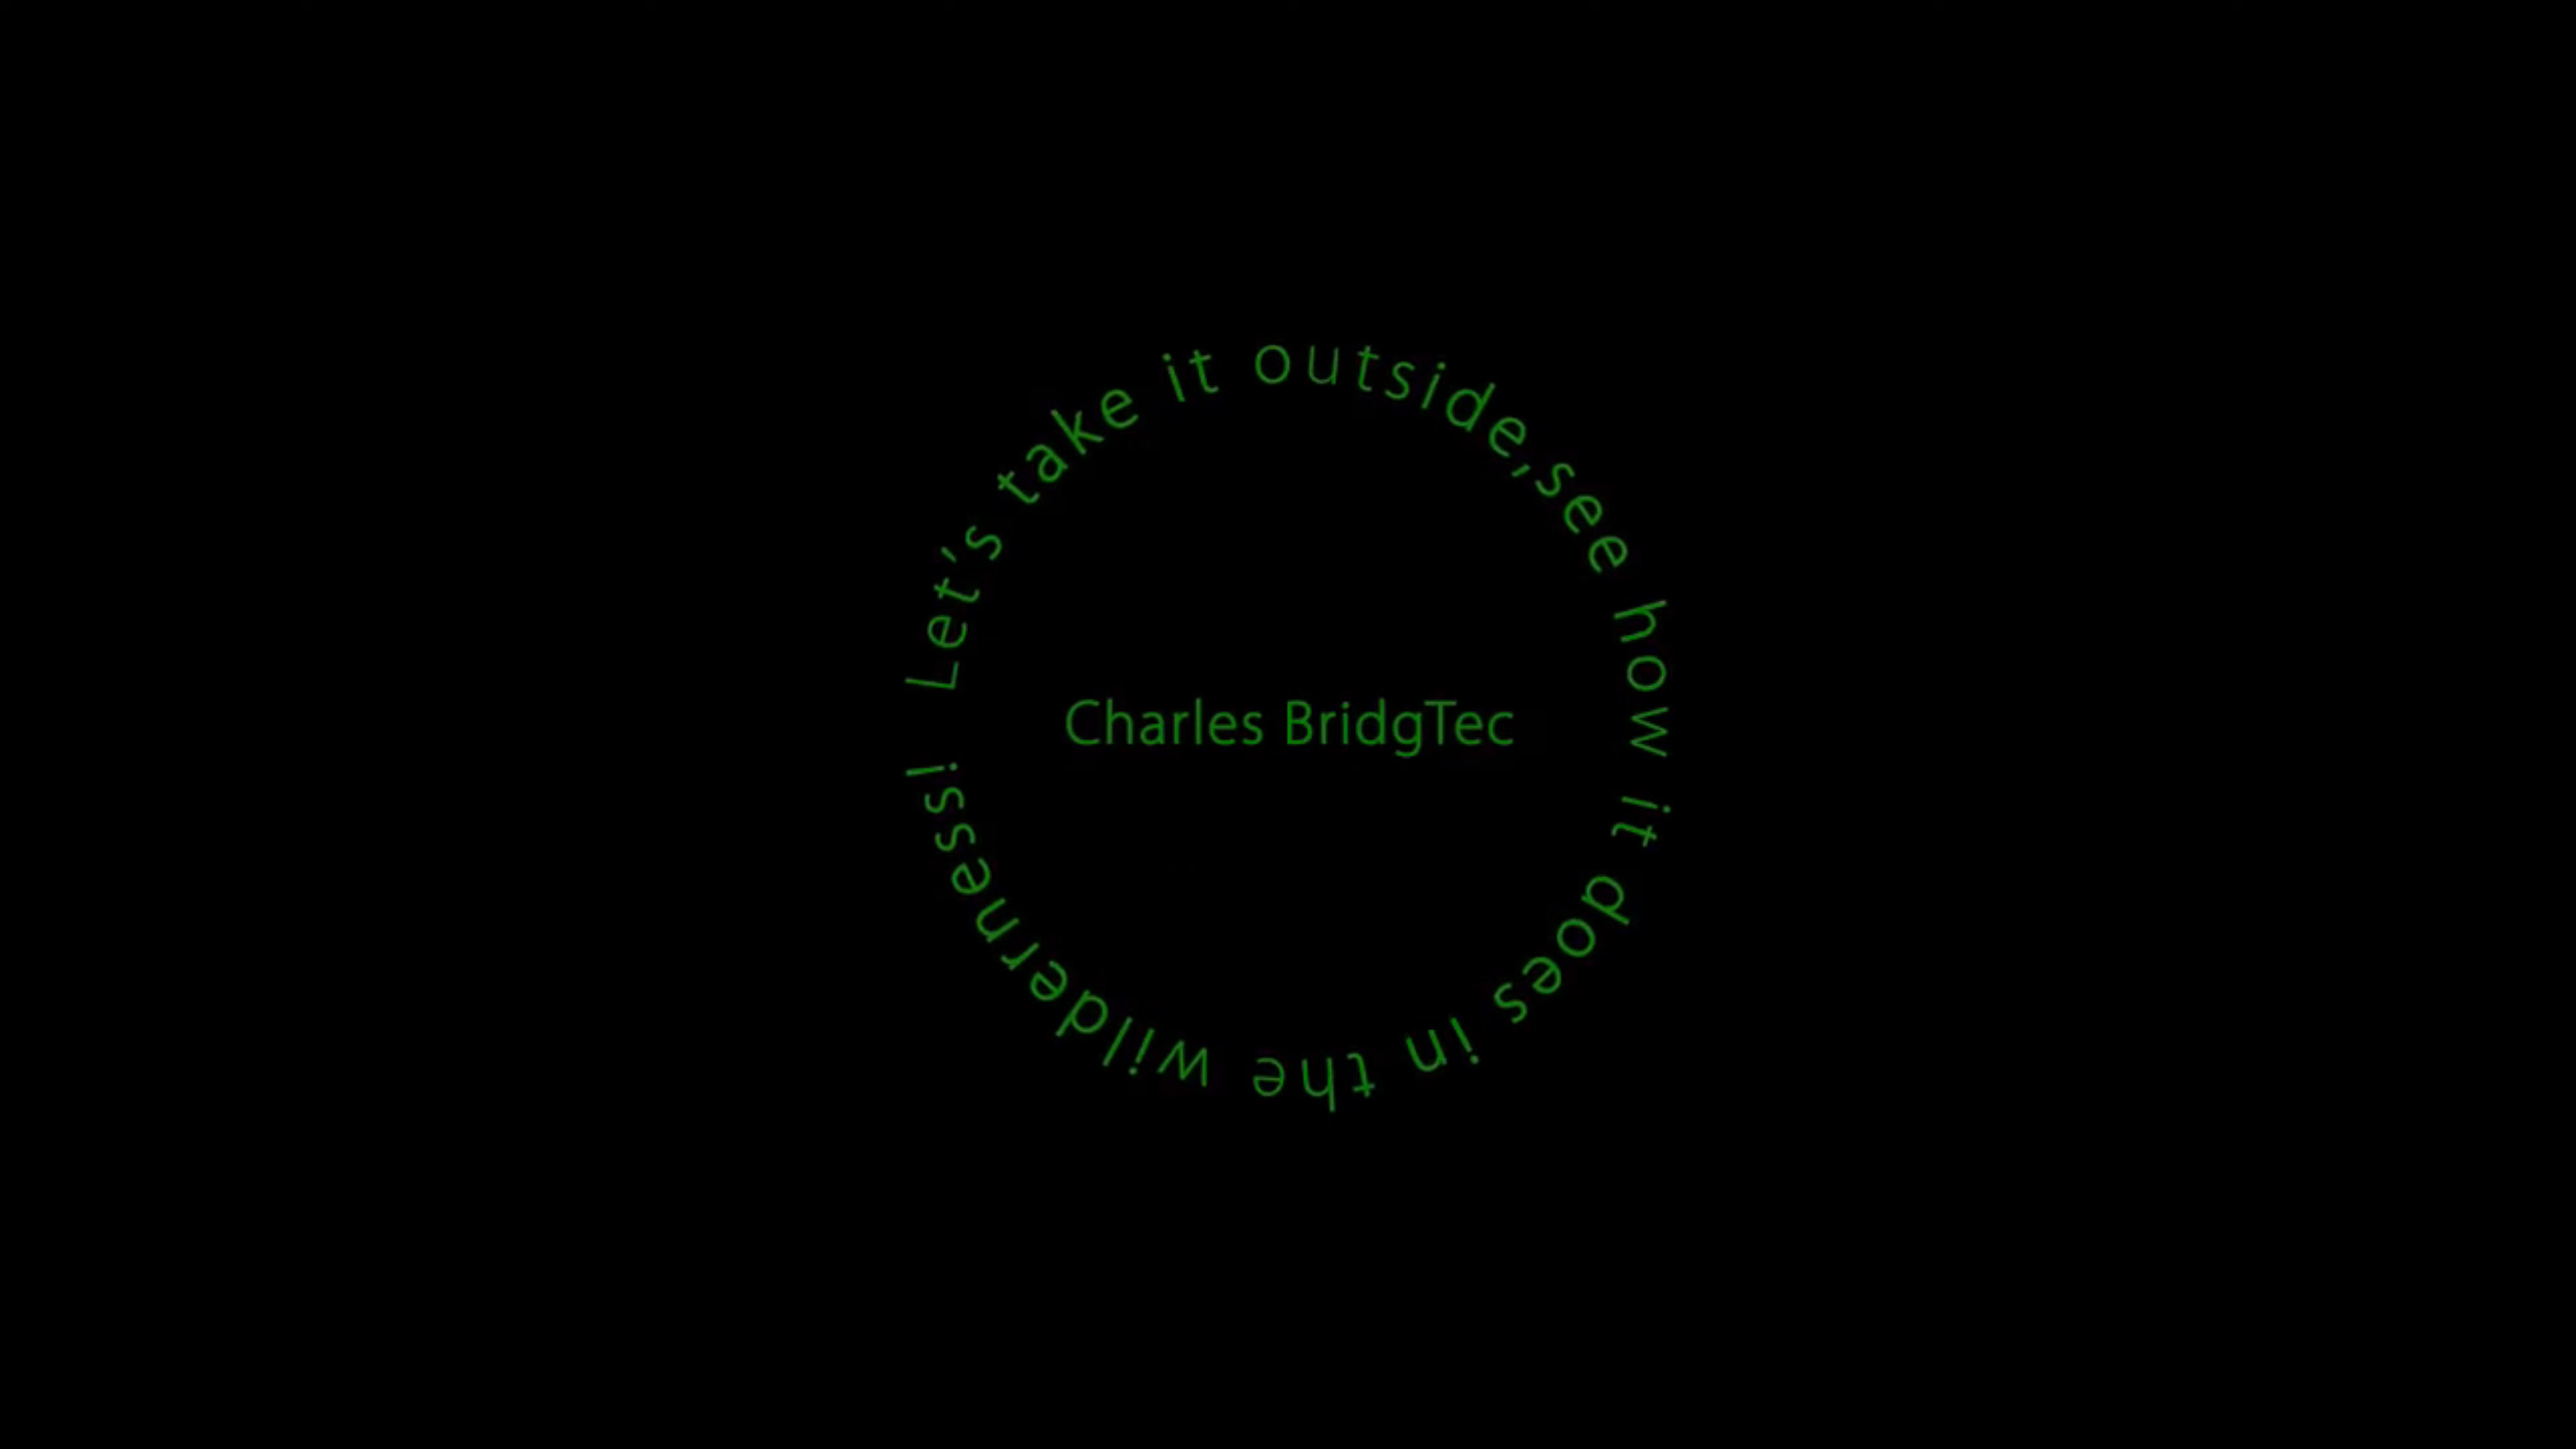 Let's take it outside,see how it does in the wilderness!
Charles BridgTec